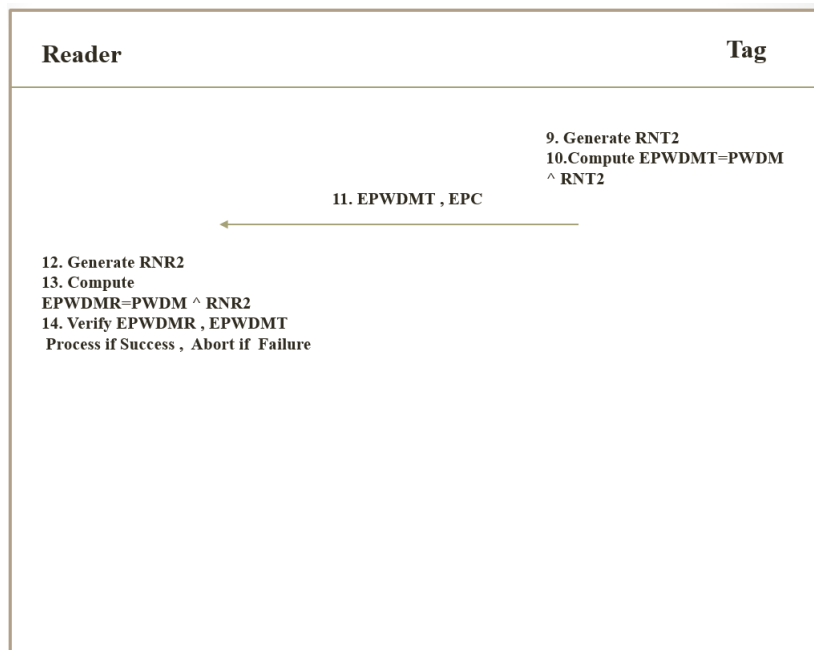 Reader
Tag
9. Generate RNT2
10.Compute EPWDMT=PWDM
^ RNT2
11. EPWDMT , EPC
12. Generate RNR2
13. Compute
EPWDMR=PWDM ^ RNR2
14. Verify EPWDMR , EPWDMT
Process if Success , Abort if Failure